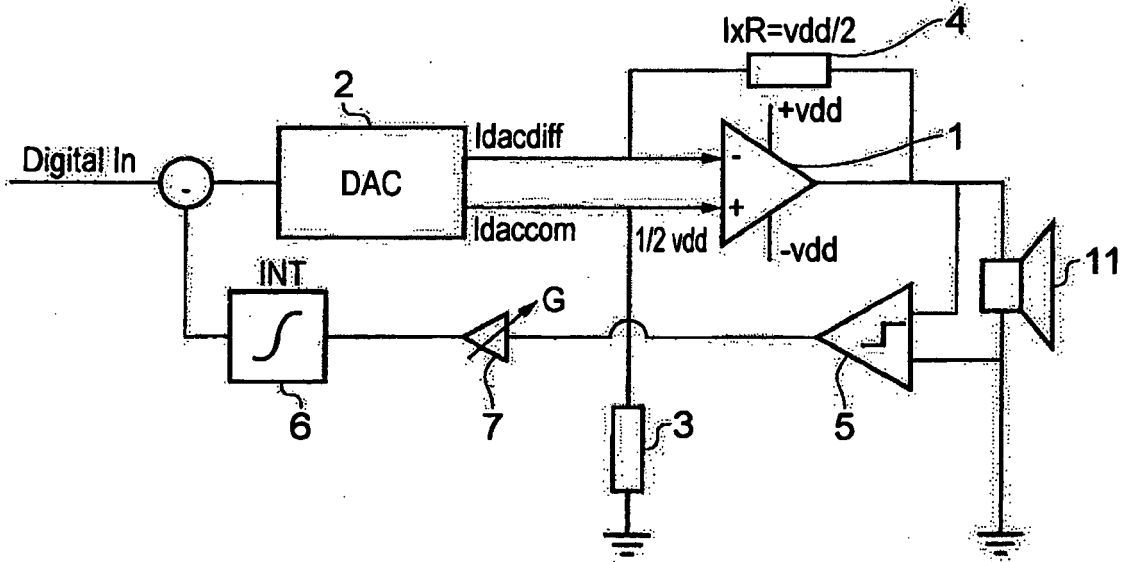 IxR=vdd/2
4
2
+vdd
Idacdiff
1
Digital In
-
DAC
-
+
Idaccom
1/2 vdd
-vdd
11
INT
G
6
7
5
3